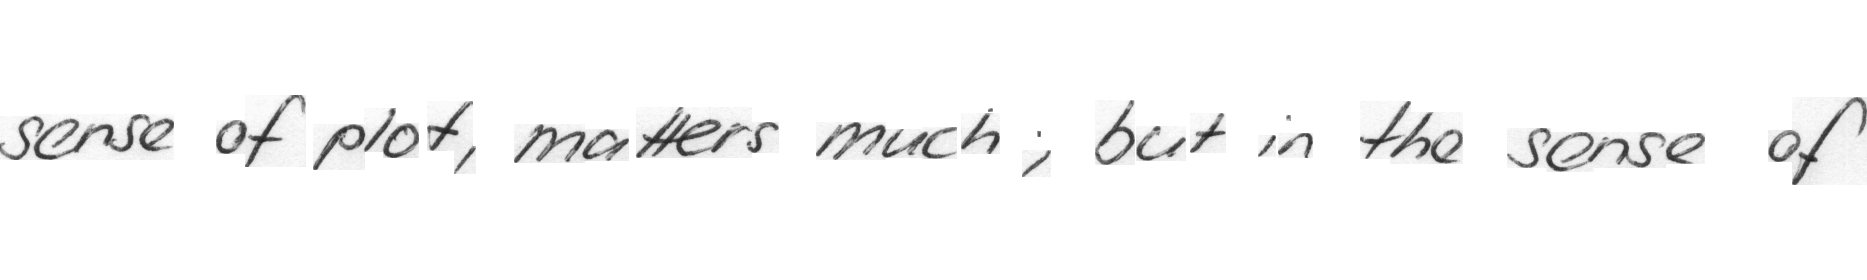 sense of plot, matters much ; but in the sense of